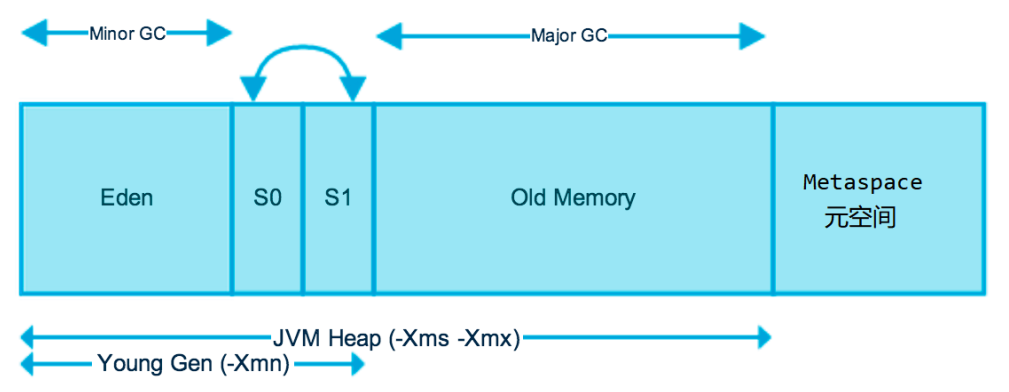 Minor GC
Major GC
Eden
S0
S1
Old Memory
Metaspace
元空间
JVM Heap (-Xms -Xmx)
Young Gen (-Xmn)